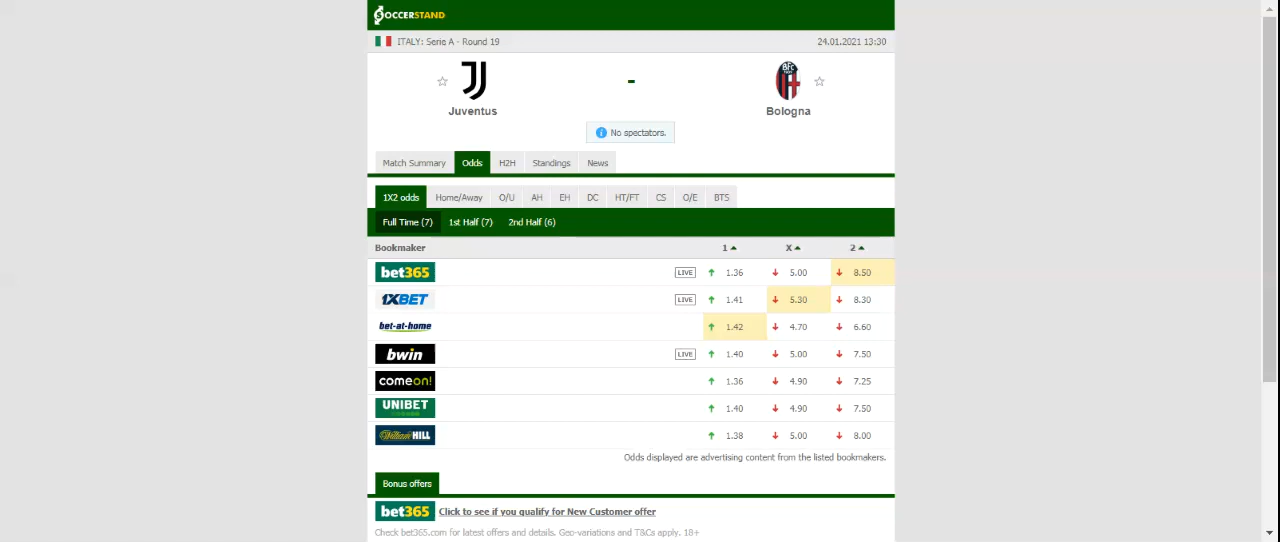 SOCCERSTAND
ITALY: Serie A - Round 19 24.01.2021 13:30
-
Juventus Bologna
No spectators.
Match Summary Odds H2H Standings News
1X2 odds Home/Away O/U AH EH DC HT/FT CS O/E BTS
Full Time (7) 1st Half (7) 2nd Half (6)
Bookmaker 1 X 2
bet365 LIVE 1.36 5.00 8.50
1XBET LIVE 1.41 5.30 8.30
bet-at-home 1.42 4.70 6.60
bwin LIVE 1.40 5.00 7.50
comeon! 1.36 4.90 7.25
UNIBET 1.40 4.90 7.50
William HILL 1.38 5.00 8.00
Odds displayed are advertising content from the listed bookmakers.
Bonus offers
bet365 Click to see if you qualify for New Customer offer
Check bet365.com for latest offers and details. Geo-variations and T&Cs apply. 18+